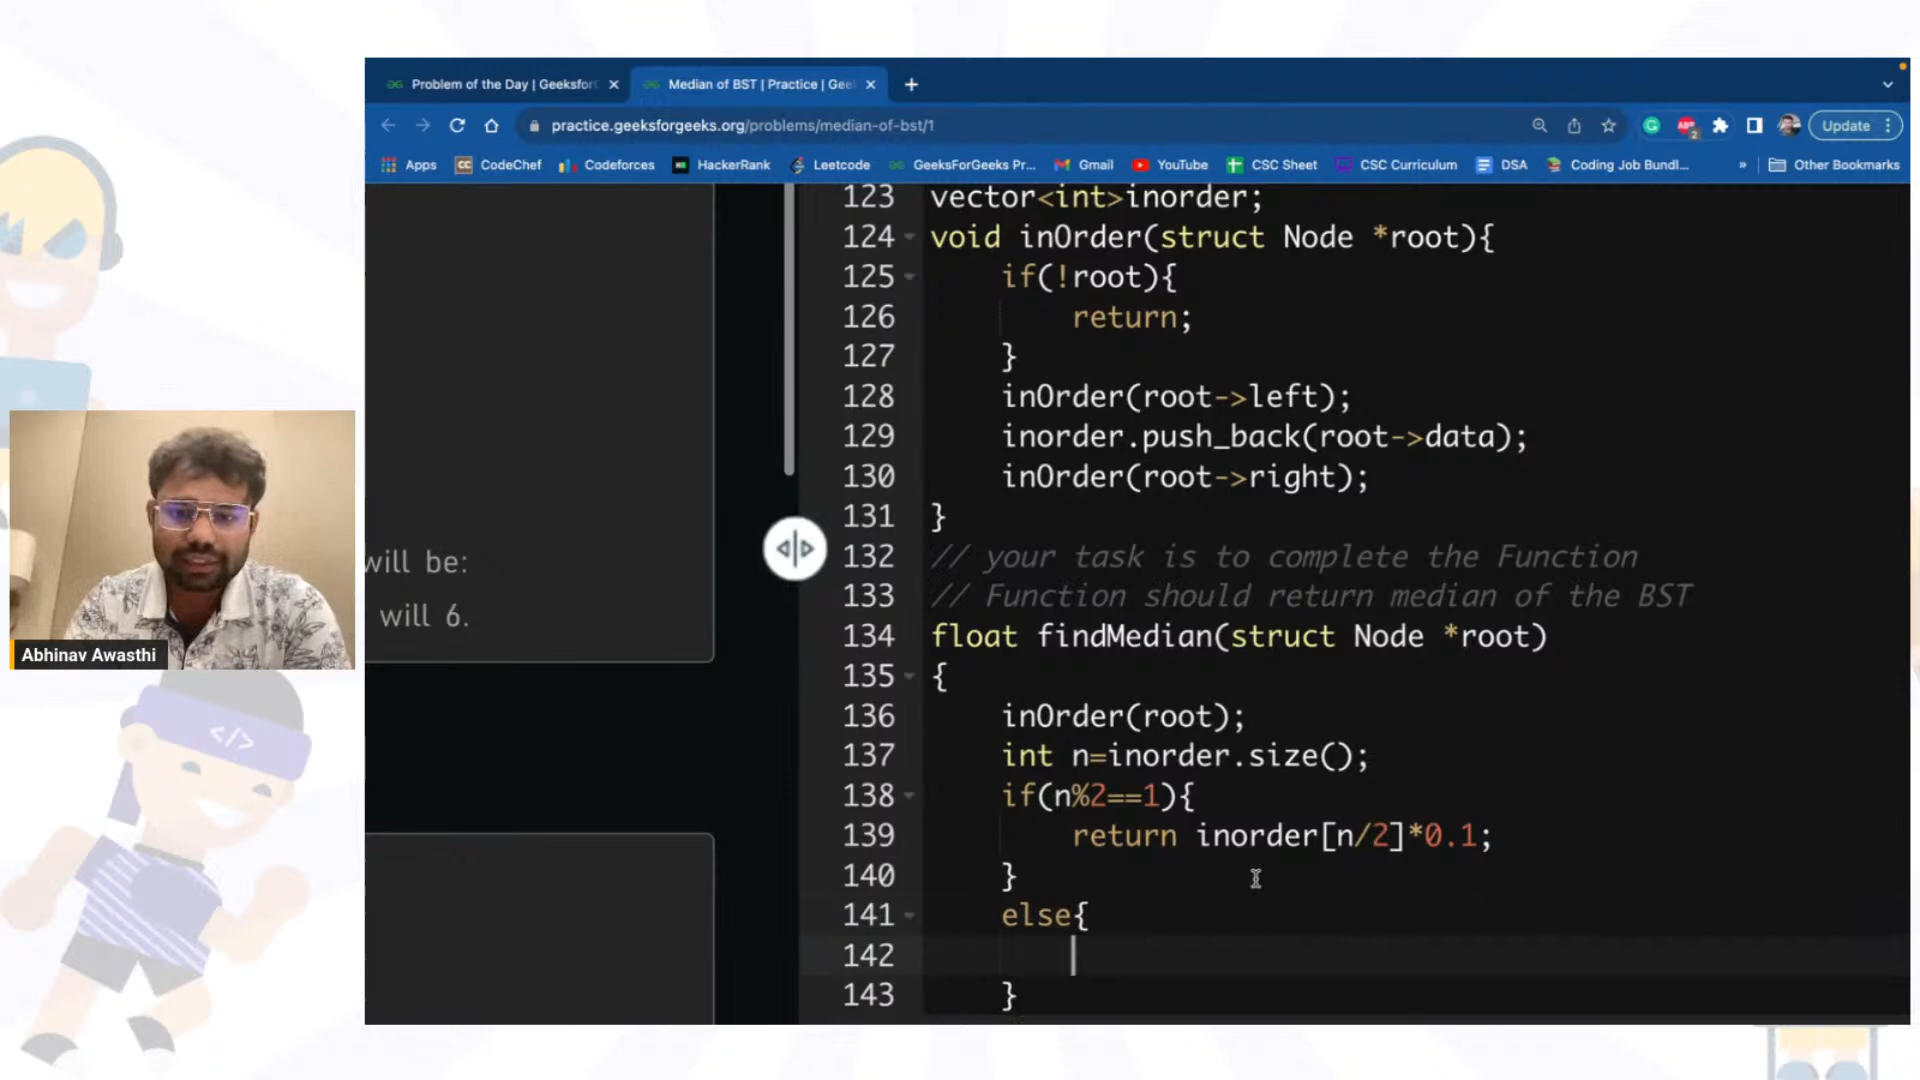 Problem of the Day | Geeksfor
Median of BST | Practice | Gee
practice.geeksforgeeks.org/problems/median-of-bst/1
2
Update
Apps
CC CodeChef
Codeforces
HackerRank
Leetcode
GeeksForGeeks Pr...
Gmail
YouTube
CSC Sheet
CSC Curriculum
DSA
Coding Job Bundl...
»
Other Bookmarks
will be:
will 6.
Abhinav Awasthi
</>
123 vector<int>inorder;
124 void inOrder(struct Node *root){
125 if(!root){
126 return;
127 }
128 inOrder(root->left);
129 inorder.push_back(root->data);
130 inOrder(root->right);
131 }
132 // your task is to complete the Function
133 // Function should return median of the BST
134 float findMedian(struct Node *root)
135 {
136 inOrder(root);
137 int n=inorder.size();
138 if(n%2==1){
139 return inorder[n/2]*0.1;
140 }
141 else{
142
143 }